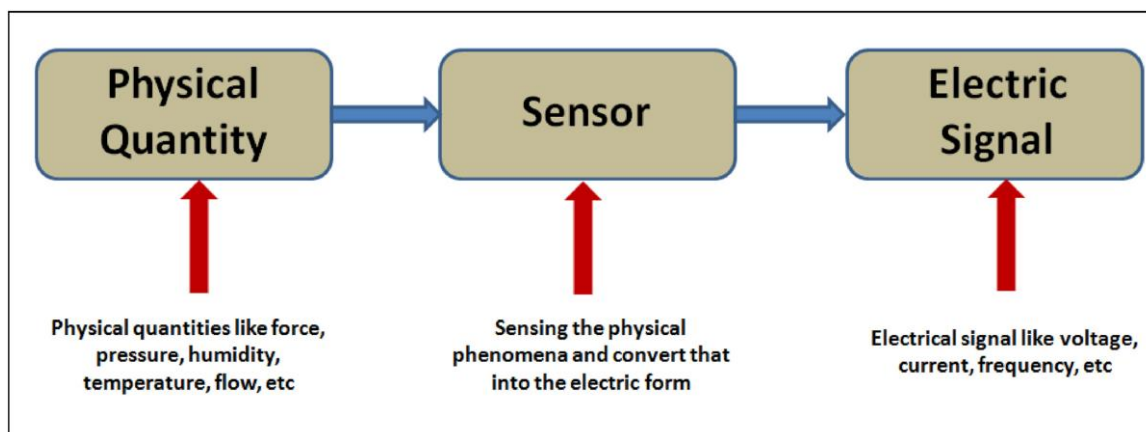 Physical
Quantity
Sensor
Electric
Signal
Physical quantities like force,
pressure, humidity,
temperature, flow, etc
Sensing the physical
phenomena and convert that
into the electric form
Electrical signal like voltage,
current, frequency, etc